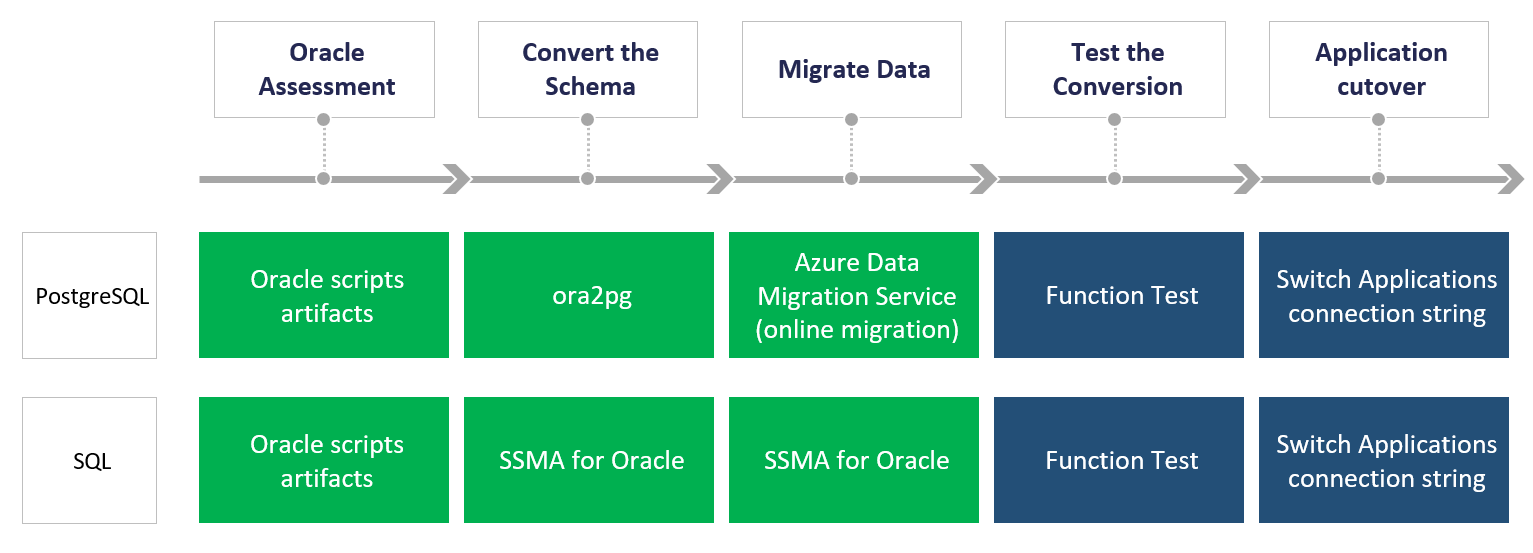 Oracle
Assessment
Convert the
Schema
Migrate Data
Test the
Conversion
Application
cutover
PostgreSQL
Oracle scripts
artifacts
ora2pg
Azure Data
Migration Service
(online migration)
Function Test
Switch Applications
connection string
SQL
Oracle scripts
artifacts
SSMA for Oracle
SSMA for Oracle
Function Test
Switch Applications
connection string